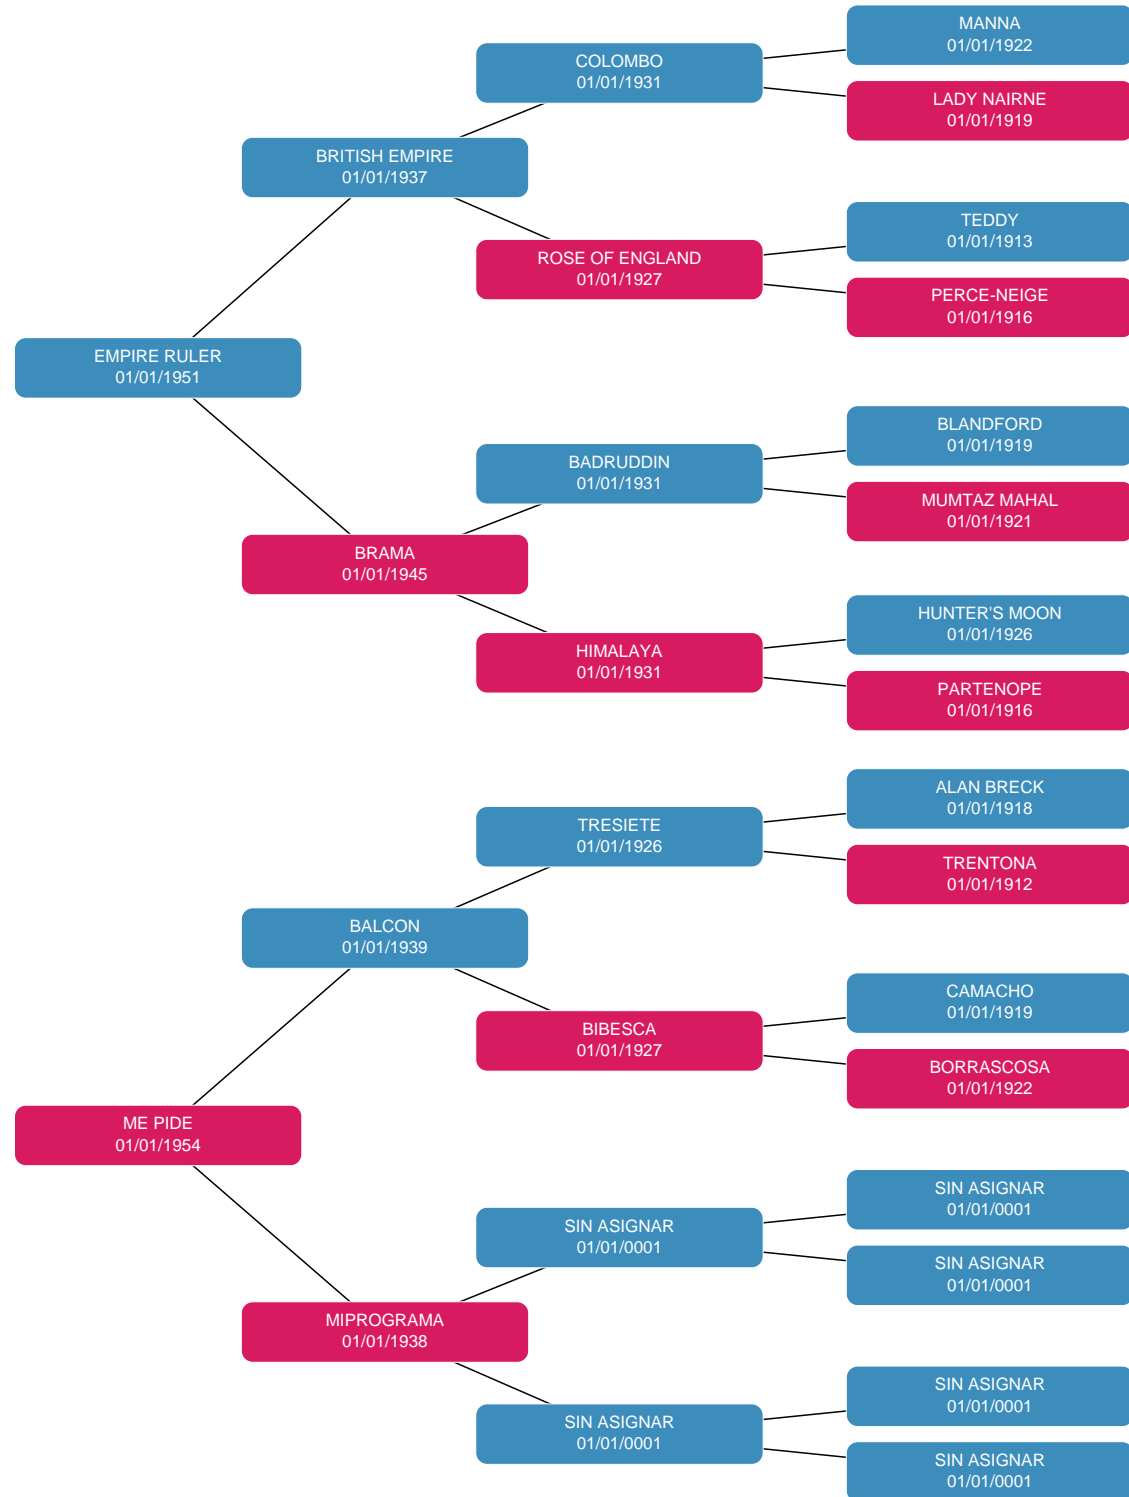 MANNA
01/01/1922
COLOMBO
01/01/1931
LADY NAIRNE
01/01/1919
BRITISH EMPIRE
01/01/1937
TEDDY
01/01/1913
ROSE OF ENGLAND
01/01/1927
PERCE-NEIGE
01/01/1916
EMPIRE RULER
01/01/1951
BLANDFORD
01/01/1919
BADRUDDIN
01/01/1931
MUMTAZ MAHAL
01/01/1921
BRAMA
01/01/1945
HUNTER'S MOON
01/01/1926
HIMALAYA
01/01/1931
PARTENOPE
01/01/1916
ALAN BRECK
01/01/1918
TRESIETE
01/01/1926
TRENTONA
01/01/1912
BALCON
01/01/1939
CAMACHO
01/01/1919
BIBESCA
01/01/1927
BORRASCOSA
01/01/1922
ME PIDE
01/01/1954
SIN ASIGNAR
01/01/0001
SIN ASIGNAR
01/01/0001
SIN ASIGNAR
01/01/0001
MIPROGRAMA
01/01/1938
SIN ASIGNAR
01/01/0001
SIN ASIGNAR
01/01/0001
SIN ASIGNAR
01/01/0001